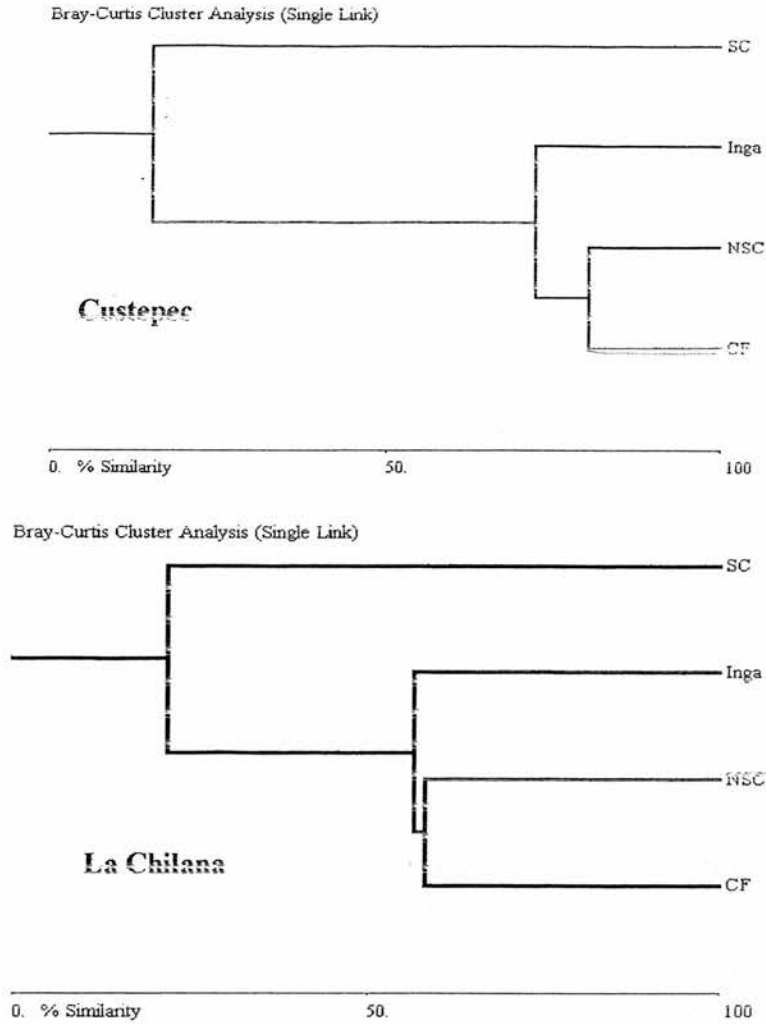 Bray-Curtis Cluster Analysis (Single Link)
SC
Inga
NSC
CF
Custepec
0. % Similarity 50. 100
Bray-Curtis Cluster Analysis (Single Link)
SC
Inga
NSC
CF
La Chilana
0. % Similarity 50. 100